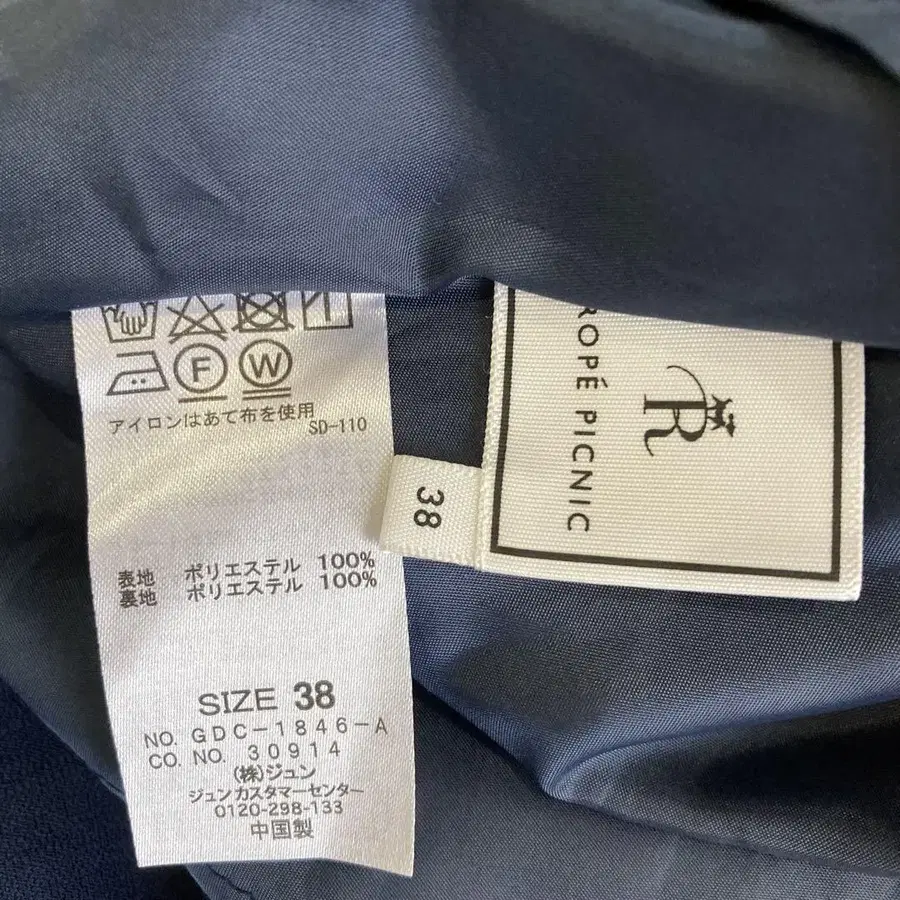 F W
アイロンはあて布を使用
SD-110
表地 ポリエステル 100%
裏地 ポリエステル 100%
SIZE 38
NO. GDC-1846-A
CO. NO. 30914
(株)ジュン
ジュンカスタマーセンター
0120-298-133
中国製
38
R
ROPÉ PICNIC